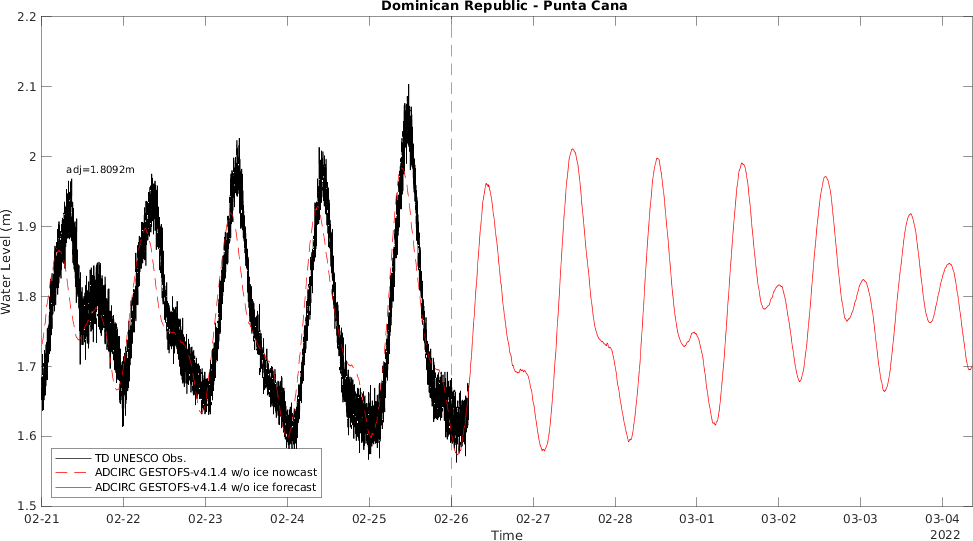 Dominican Republic - Punta Cana
Water Level (m)
2.2
2.1
2
1.9
1.8
1.7
1.6
1.5
adj=1.8092m
TD UNESCO Obs.
ADCIRC GESTOFS-v4.1.4 w/o ice nowcast
ADCIRC GESTOFS-v4.1.4 w/o ice forecast
02-21 02-22 02-23 02-24 02-25 02-26 02-27 02-28 03-01 03-02 03-03 03-04
2022
Time